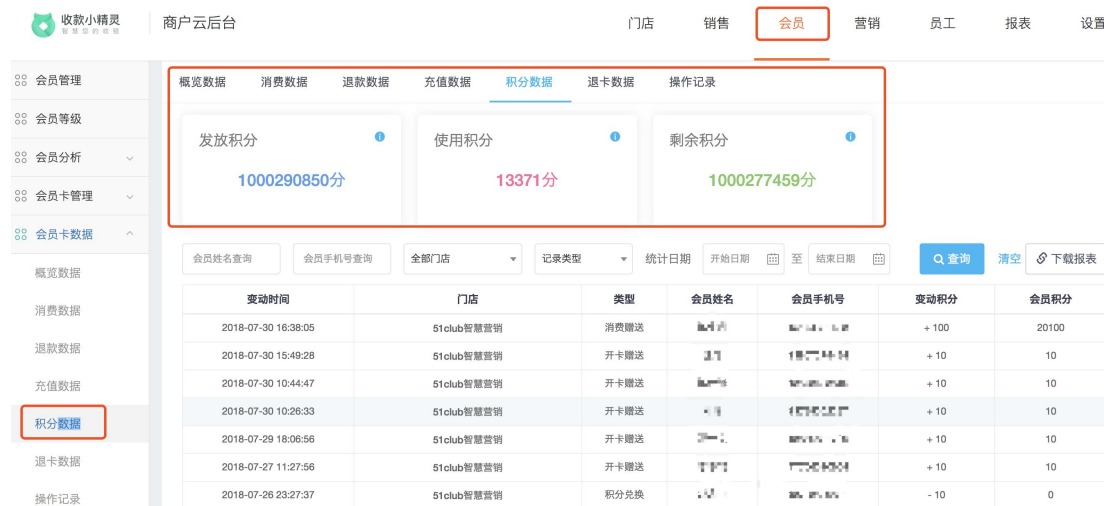 收款小精灵
智慧您的收银
商户云后台
门店 销售 会员 营销 员工 报表 设置
会员管理
会员等级
会员分析
会员卡管理
会员卡数据
概览数据
消费数据
退款数据
充值数据
积分数据
退卡数据
操作记录
概览数据 消费数据 退款数据 充值数据 积分数据 退卡数据 操作记录
发放积分 使用积分 剩余积分
1000290850分 13371分 1000277459分
会员姓名查询 会员手机号查询 全部门店 记录类型 统计日期 开始日期 至 结束日期 查询 清空 下载报表
变动时间 门店 类型 会员姓名 会员手机号 变动积分 会员积分
2018-07-30 16:38:05 51club智慧营销 消费赠送 + 100 20100
2018-07-30 15:49:28 51club智慧营销 开卡赠送 + 10 10
2018-07-30 10:44:47 51club智慧营销 开卡赠送 + 10 10
2018-07-30 10:26:33 51club智慧营销 开卡赠送 + 10 10
2018-07-29 18:06:56 51club智慧营销 开卡赠送 + 10 10
2018-07-27 11:27:56 51club智慧营销 开卡赠送 + 10 10
2018-07-26 23:27:37 51club智慧营销 积分兑换 - 10 0